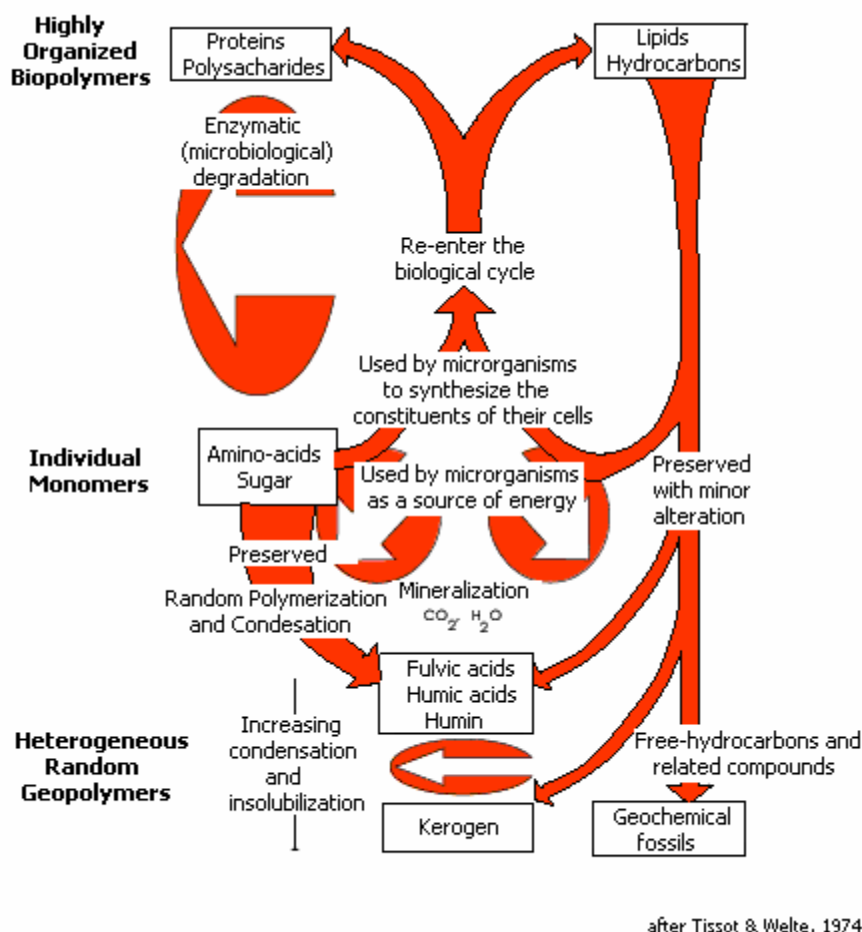 Highly
Organized
Biopolymers
Proteins
Polysacharides
Lipids
Hydrocarbons
Enzymatic
(microbiological)
degradation
Re-enter the
biological cycle
Used by microrganisms
to synthesize the
constituents of their cells
Individual
Monomers
Amino-acids
Sugar
Used by microrganisms
as a source of energy
Preserved
with minor
alteration
Preserved
Random Polymerization
and Condesation
Mineralization
CO2, H2O
Fulvic acids
Humic acids
Humin
Heterogeneous
Random
Geopolymers
Increasing
condensation
and
insolubilization
Free-hydrocarbons and
related compounds
Kerogen
Geochemical
fossils
after Tissot & Welte, 1974